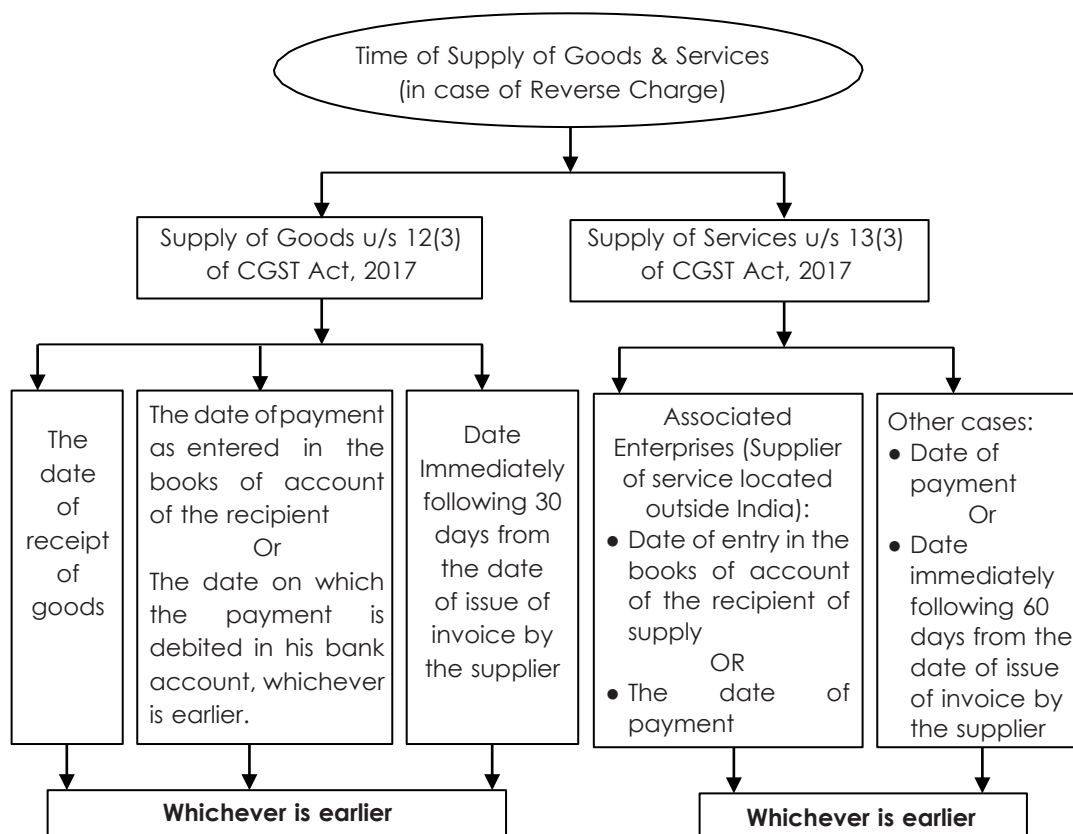 Time of Supply of Goods & Services
(in case of Reverse Charge)
Supply of Goods u/s 12(3)
of CGST Act, 2017
Supply of Services u/s 13(3)
of CGST Act, 2017
The
date
of
receipt
of
goods
The date of payment
as entered in the
books of account
of the recipient
Or
The date on which
the payment is
debited in his bank
account, whichever
is earlier.
Date
Immediately
following 30
days from
the date
of issue of
invoice by
the supplier
Associated
Enterprises (Supplier
of service located
outside India):
● Date of entry in the
books of account
of the recipient of
supply
OR
● The date of
payment
Other cases:
● Date of
payment
Or
● Date
immediately
following 60
days from the
date of issue
of invoice by
the supplier
Whichever is earlier
Whichever is earlier